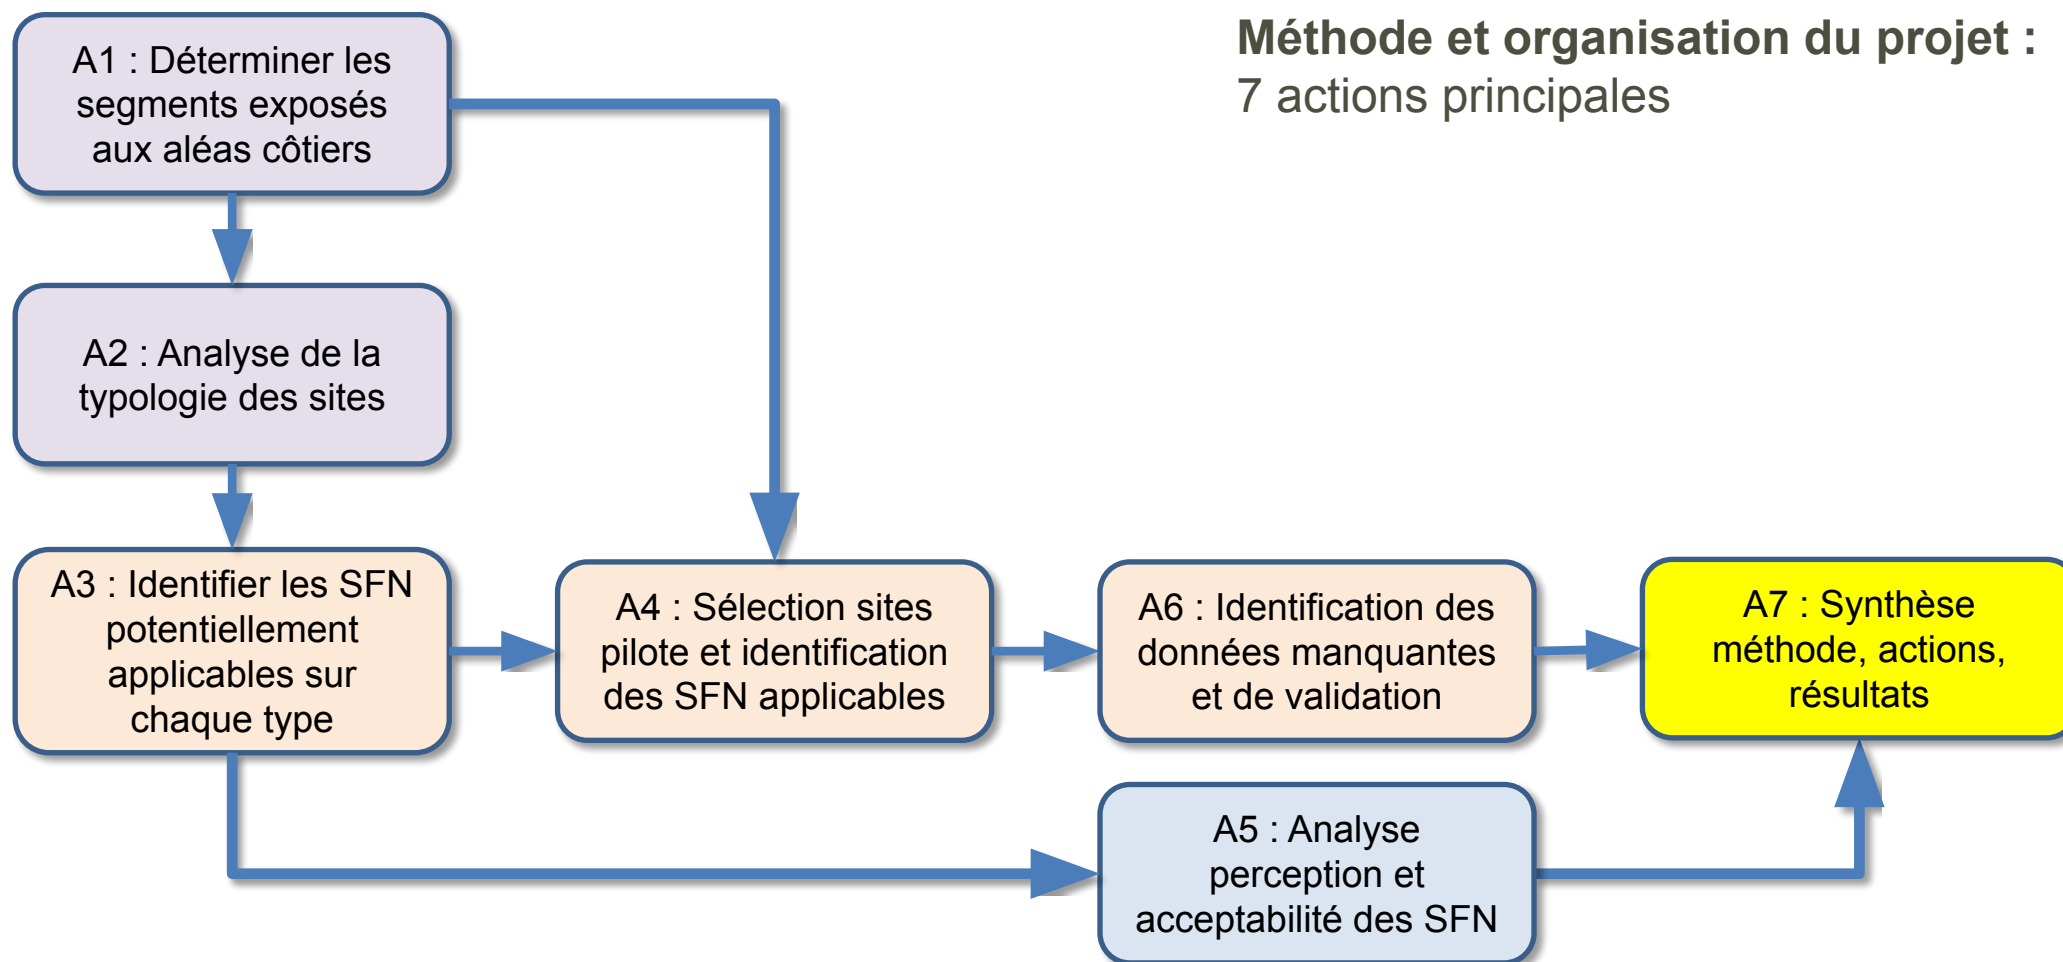 Méthode et organisation du projet :
7 actions principales
A1 : Déterminer les
segments exposés
aux aléas côtiers
A2 : Analyse de la
typologie des sites
A3 : Identifier les SFN
potentiellement
applicables sur
chaque type
A4 : Sélection sites
pilote et identification
des SFN applicables
A6 : Identification des
données manquantes
et de validation
A7 : Synthèse
méthode, actions,
résultats
A5 : Analyse
perception et
acceptabilité des SFN